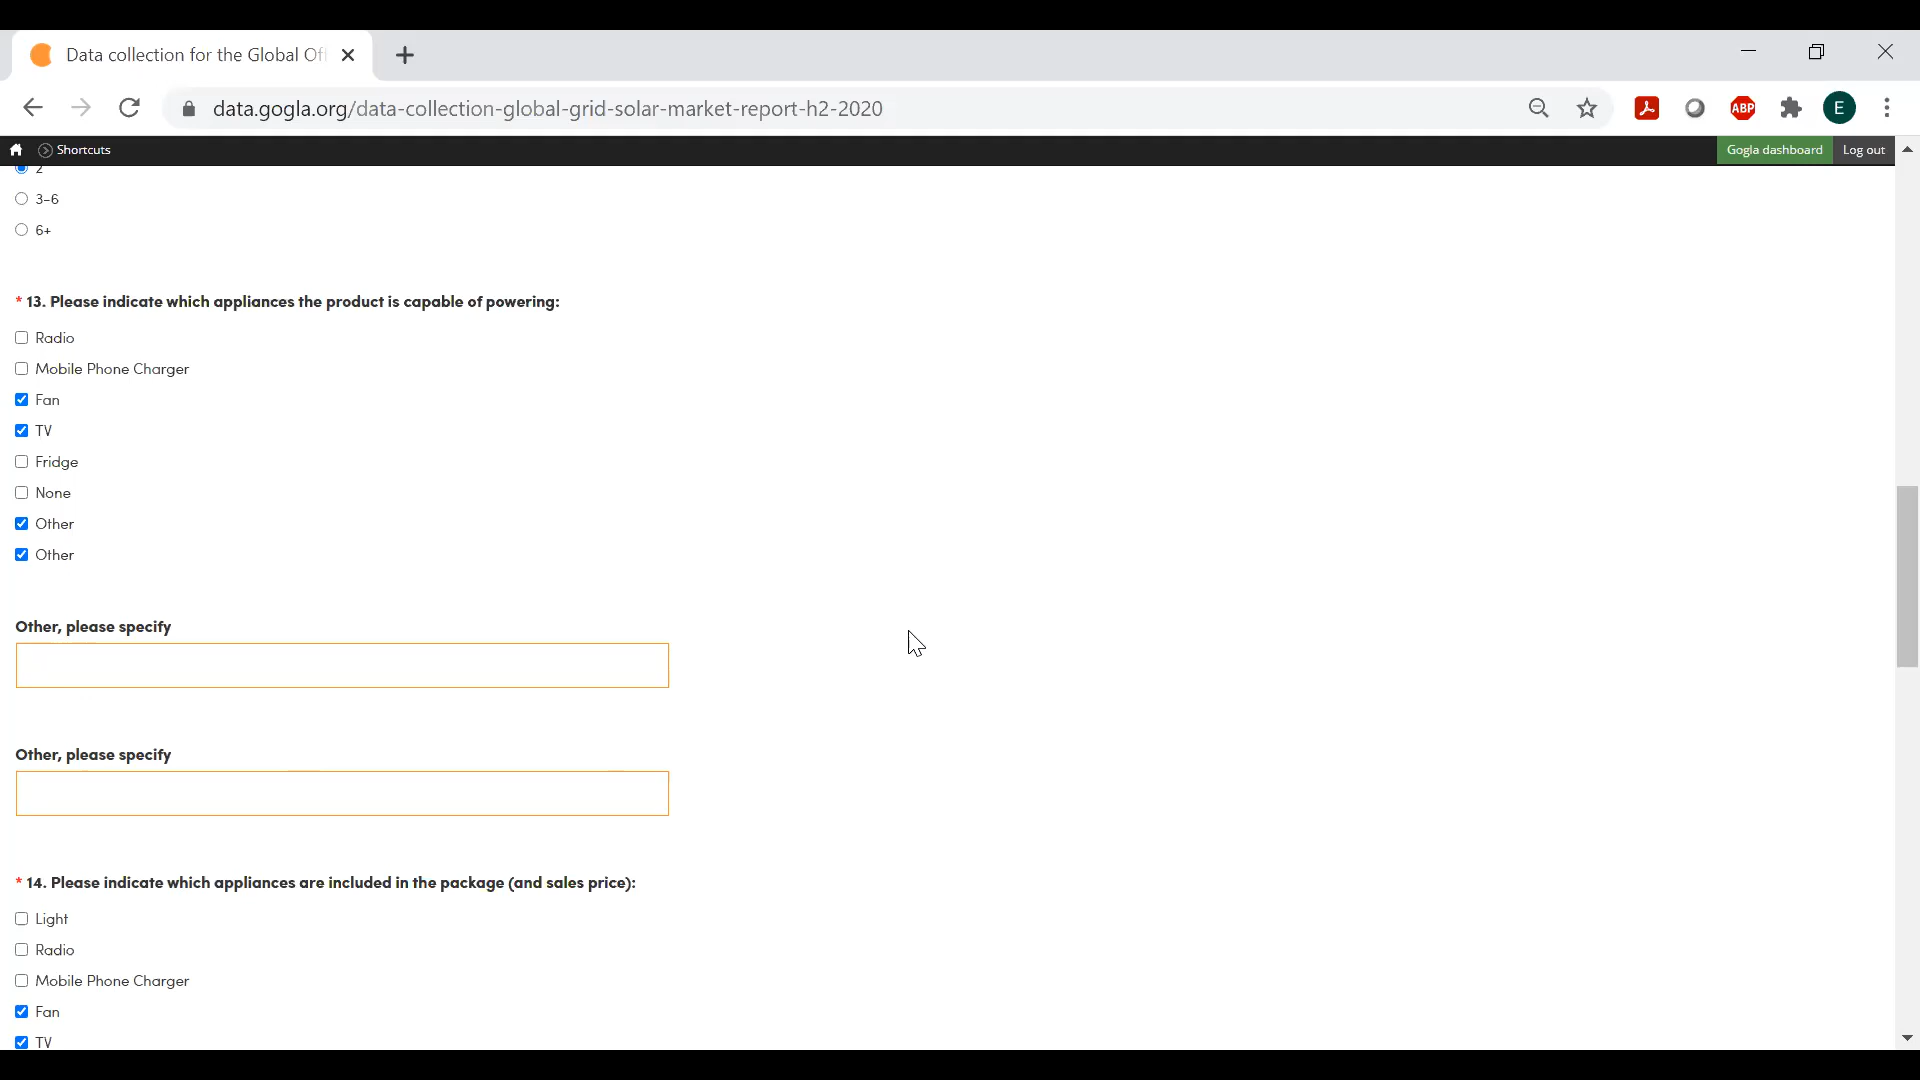 Data collection for the Global Off
data.gogla.org/data-collection-global-grid-solar-market-report-h2-2020
ABP
E
Shortcuts
Gogla dashboard
Log out
2
3-6
6+
* 13. Please indicate which appliances the product is capable of powering:
Radio
Mobile Phone Charger
Fan
TV
Fridge
None
Other
Other
Other, please specify
Other, please specify
* 14. Please indicate which appliances are included in the package (and sales price):
Light
Radio
Mobile Phone Charger
Fan
TV